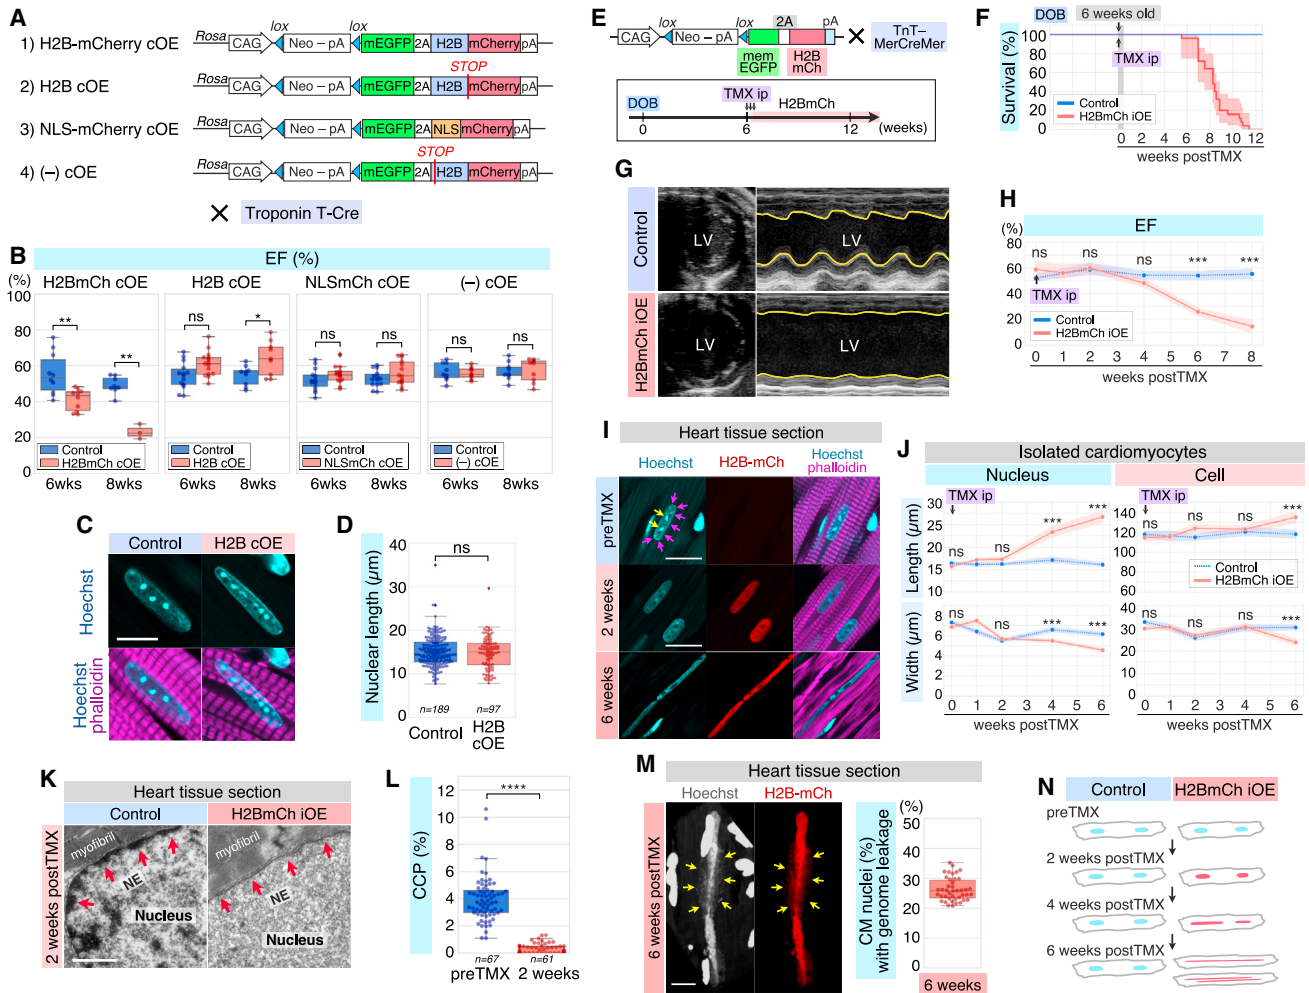 A
lox
lox
1) H2B-mCherry cOE
Rosa
CAG
Neo – pA
mEGFP
2A
H2B
mCherry
pA
STOP
2) H2B cOE
Rosa
CAG
Neo – pA
mEGFP
2A
H2B
mCherry
pA
3) NLS-mCherry cOE
Rosa
CAG
Neo – pA
mEGFP
2A
NLS
mCherry
pA
STOP
4) (–) cOE
Rosa
CAG
Neo – pA
mEGFP
2A
H2B
mCherry
pA
× Troponin T-Cre
B
EF (%)
(%)
H2BmCh cOE
H2B cOE
NLSmCh cOE
(–) cOE
100
80
60
40
20
0
**
**
ns
*
ns
ns
ns
ns
Control
H2BmCh cOE
Control
H2B cOE
Control
NLSmCh cOE
Control
(–) cOE
6wks 8wks
6wks 8wks
6wks 8wks
6wks 8wks
C
Control
H2B cOE
Hoechst
Hoechst
phalloidin
D
Nuclear length (µm)
40
30
20
10
0
ns
n=189
n=97
Control
H2B
cOE
E
lox
lox
2A
pA
CAG
Neo – pA
mem
EGFP
H2B
mCh
×
TnT–
MerCreMer
DOB
TMX ip
H2BmCh
0
6
12
(weeks)
F
DOB
6 weeks old
TMX ip
Survival (%)
100
80
60
40
20
0
Control
H2BmCh iOE
0 2 4 6 8 10 12
weeks postTMX
G
Control
H2BmCh iOE
LV
LV
LV
H
EF
(%)
80
60
40
20
0
ns
ns
ns
***
***
TMX ip
Control
H2BmCh iOE
0 1 2 3 4 5 6 7 8
weeks postTMX
I
Heart tissue section
Hoechst
H2B-mCh
Hoechst
phalloidin
preTMX
2 weeks
6 weeks
J
Isolated cardiomyocytes
Nucleus
Cell
TMX ip
TMX ip
Length (µm)
30
25
20
15
10
ns
ns
***
***
140
120
100
80
60
ns
ns
ns
***
Control
H2BmCh iOE
Width (µm)
8
6
4
2
0
ns
ns
***
***
40
30
20
10
0
ns
ns
ns
***
0 1 2 3 4 5 6
0 1 2 3 4 5 6
weeks postTMX
weeks postTMX
K
Heart tissue section
Control
H2BmCh iOE
2 weeks postTMX
myofibril
NE
Nucleus
myofibril
NE
Nucleus
L
CCP (%)
12
10
8
6
4
2
0
****
n=67
n=61
preTMX 2 weeks
M
Heart tissue section
Hoechst
H2B-mCh
6 weeks postTMX
(%)
CM nuclei (%)
with genome leakage
50
40
30
20
10
0
6 weeks
N
Control
H2BmCh iOE
preTMX
2 weeks postTMX
4 weeks postTMX
6 weeks postTMX